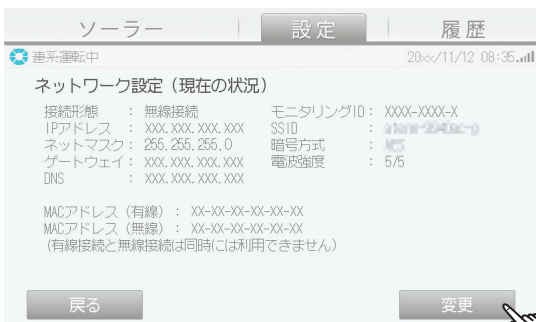 ソーラー 設定 履歴
連系運転中 20xx/11/12 08:35
ネットワーク設定（現在の状況）
接続形態 ： 無線接続 モニタリングID： XXXX-XXXX-X
IPアドレス ： XXX.XXX.XXX.XXX SSID ：
ネットマスク： 255.255.255.0 暗号方式 ：
ゲートウェイ： XXX.XXX.XXX.XXX 電波強度 ： 5/5
DNS ： XXX.XXX.XXX.XXX
MACアドレス（有線）： XX-XX-XX-XX-XX-XX
MACアドレス（無線）： XX-XX-XX-XX-XX-XX
（有線接続と無線接続は同時には利用できません）
戻る 変更